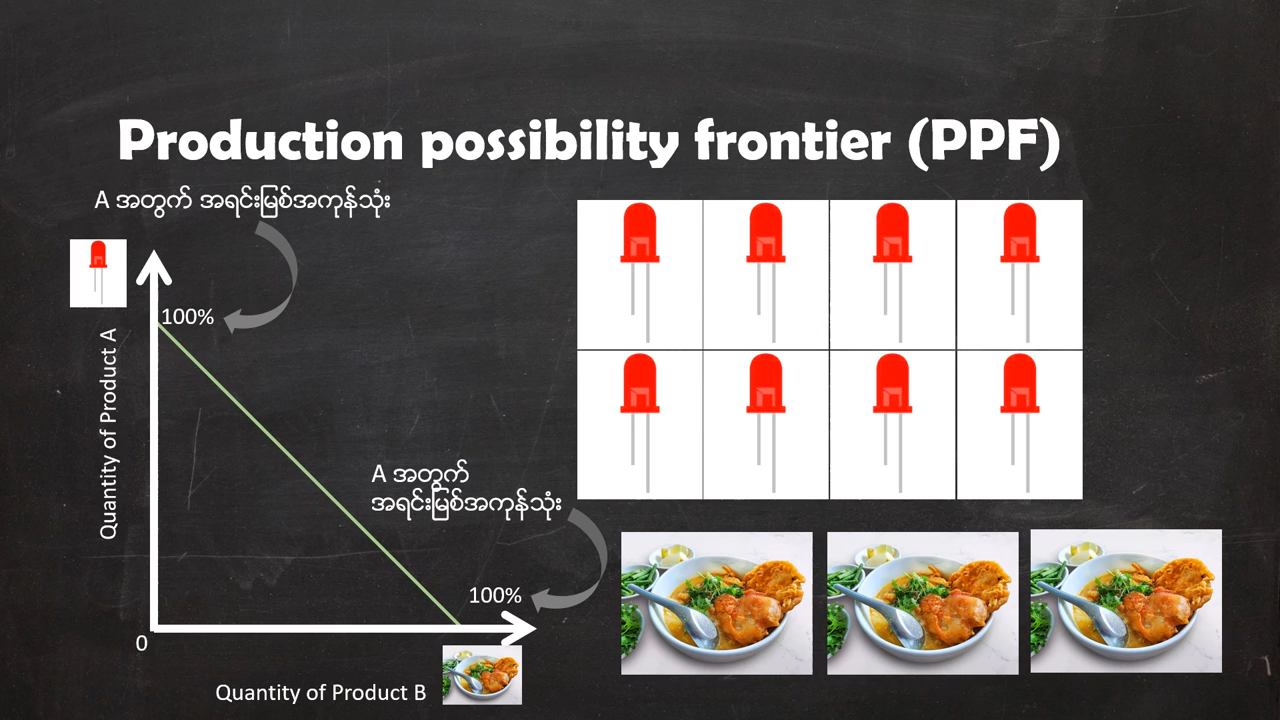 Production possibility frontier (PPF)
A အတွက် အရင်းမြစ်အကုန်သုံး
100%
Quantity of Product A
A အတွက်
အရင်းမြစ်အကုန်သုံး
100%
0
Quantity of Product B